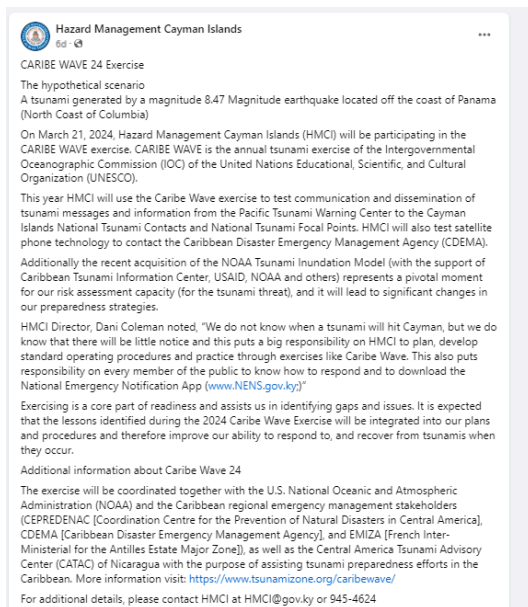 Hazard Management Cayman Islands
6d ·
CARIBE WAVE 24 Exercise
The hypothetical scenario
A tsunami generated by a magnitude 8.47 Magnitude earthquake located off the coast of Panama
(North Coast of Columbia)
On March 21, 2024, Hazard Management Cayman Islands (HMCI) will be participating in the
CARIBE WAVE exercise. CARIBE WAVE is the annual tsunami exercise of the Intergovernmental
Oceanographic Commission (IOC) of the United Nations Educational, Scientific, and Cultural
Organization (UNESCO).
This year HMCI will use the Caribe Wave exercise to test communication and dissemination of
tsunami messages and information from the Pacific Tsunami Warning Center to the Cayman
Islands National Tsunami Contacts and National Tsunami Focal Points. HMCI will also test satellite
phone technology to contact the Caribbean Disaster Emergency Management Agency (CDEMA).
Additionally the recent acquisition of the NOAA Tsunami Inundation Model (with the support of
Caribbean Tsunami Information Center, USAID, NOAA and others) represents a pivotal moment
for our risk assessment capacity (for the tsunami threat), and it will lead to significant changes in
our preparedness strategies.
HMCI Director, Dani Coleman noted, "We do not know when a tsunami will hit Cayman, but we do
know that there will be little notice and this puts a big responsibility on HMCI to plan, develop
standard operating procedures and practice through exercises like Caribe Wave. This also puts
responsibility on every member of the public to know how to respond and to download the
National Emergency Notification App (www.NENS.gov.ky;)"
Exercising is a core part of readiness and assists us in identifying gaps and issues. It is expected
that the lessons identified during the 2024 Caribe Wave Exercise will be integrated into our plans
and procedures and therefore improve our ability to respond to, and recover from tsunamis when
they occur.
Additional information about Caribe Wave 24
The exercise will be coordinated together with the U.S. National Oceanic and Atmospheric
Administration (NOAA) and the Caribbean regional emergency management stakeholders
(CEPREDENAC [Coordination Centre for the Prevention of Natural Disasters in Central America],
CDEMA [Caribbean Disaster Emergency Management Agency], and EMIZA [French Inter-
Ministerial for the Antilles Estate Major Zone]), as well as the Central America Tsunami Advisory
Center (CATAC) of Nicaragua with the purpose of assisting tsunami preparedness efforts in the
Caribbean. More information visit: https://www.tsunamizone.org/caribewave/
For additional details, please contact HMCI at HMCI@gov.ky or 945-4624